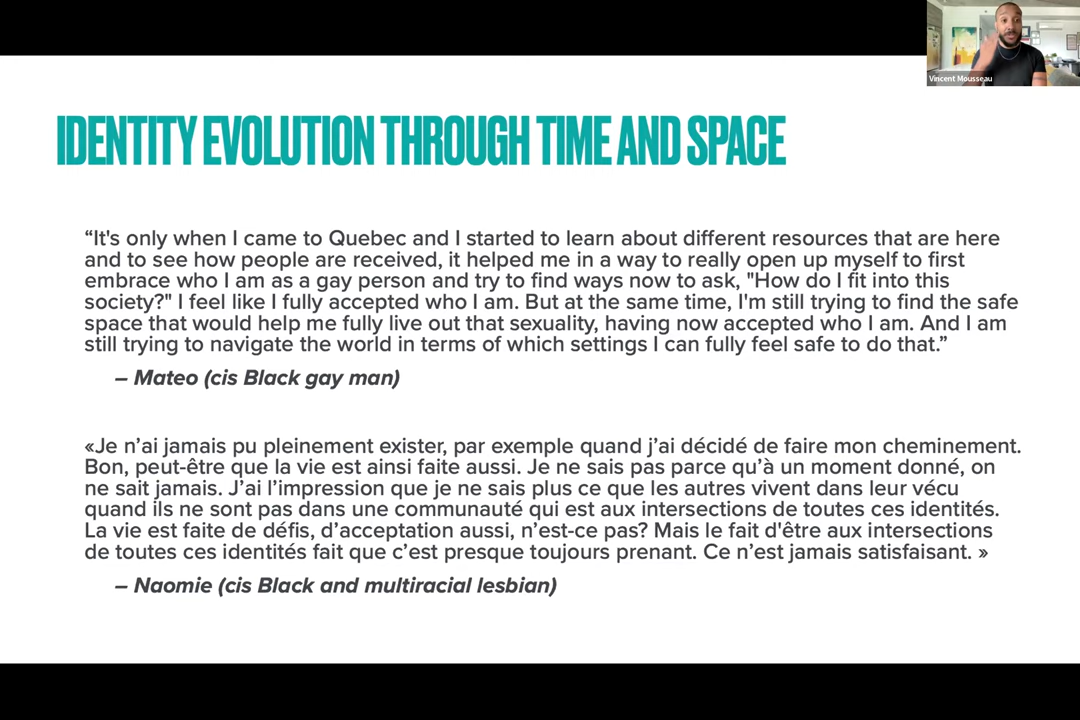 Vincent Mousseau
IDENTITY EVOLUTION THROUGH TIME AND SPACE
“It's only when I came to Quebec and I started to learn about different resources that are here
and to see how people are received, it helped me in a way to really open up myself to first
embrace who I am as a gay person and try to find ways now to ask, "How do I fit into this
society?" I feel like I fully accepted who I am. But at the same time, I'm still trying to find the safe
space that would help me fully live out that sexuality, having now accepted who I am. And I am
still trying to navigate the world in terms of which settings I can fully feel safe to do that.”
– Mateo (cis Black gay man)
«Je n’ai jamais pu pleinement exister, par exemple quand j’ai décidé de faire mon cheminement.
Bon, peut-être que la vie est ainsi faite aussi. Je ne sais pas parce qu’à un moment donné, on
ne sait jamais. J’ai l’impression que je ne sais plus ce que les autres vivent dans leur vécu
quand ils ne sont pas dans une communauté qui est aux intersections de toutes ces identités.
La vie est faite de défis, d’acceptation aussi, n’est-ce pas? Mais le fait d'être aux intersections
de toutes ces identités fait que c’est presque toujours prenant. Ce n’est jamais satisfaisant. »
– Naomie (cis Black and multiracial lesbian)